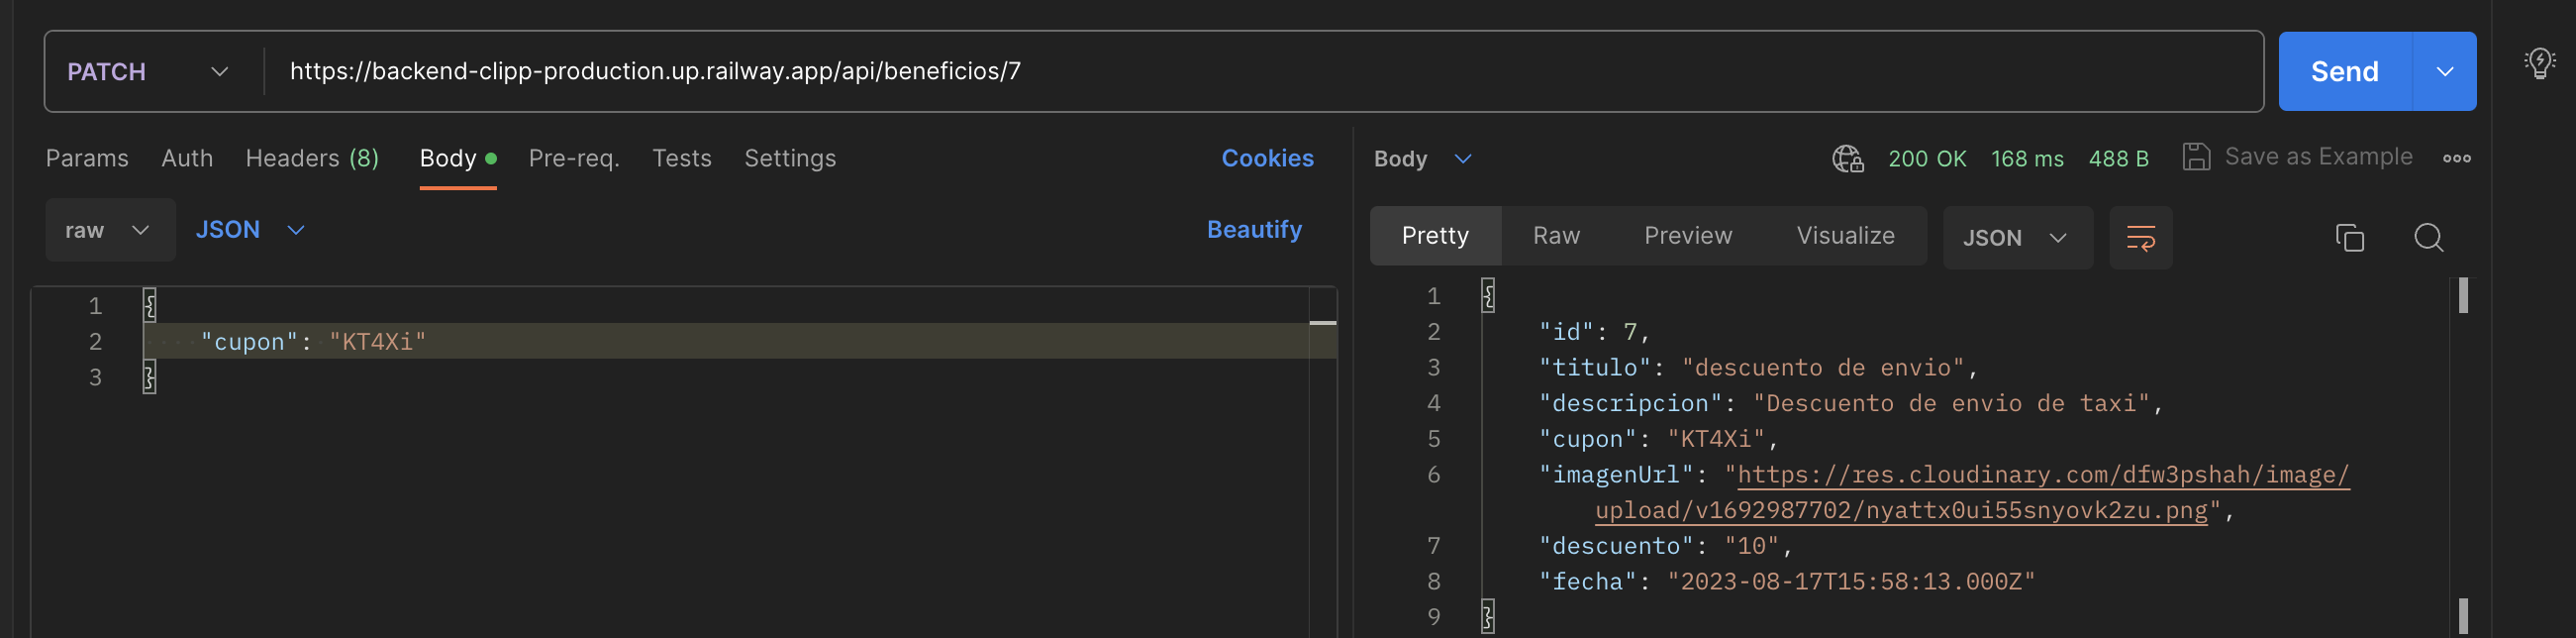 PATCH https://backend-clipp-production.up.railway.app/api/beneficios/7 Send
Params Auth Headers (8) Body Pre-req. Tests Settings Cookies
raw JSON Beautify
1 {
2 "cupon": "KT4Xi"
3 }
Body 200 OK 168 ms 488 B Save as Example
Pretty Raw Preview Visualize JSON
1 {
2 "id": 7,
3 "titulo": "descuento de envio",
4 "descripcion": "Descuento de envio de taxi",
5 "cupon": "KT4Xi",
6 "imagenUrl": "https://res.cloudinary.com/dfw3pshah/image/
upload/v1692987702/nyattx0ui55snyovk2zu.png",
7 "descuento": "10",
8 "fecha": "2023-08-17T15:58:13.000Z"
9 }